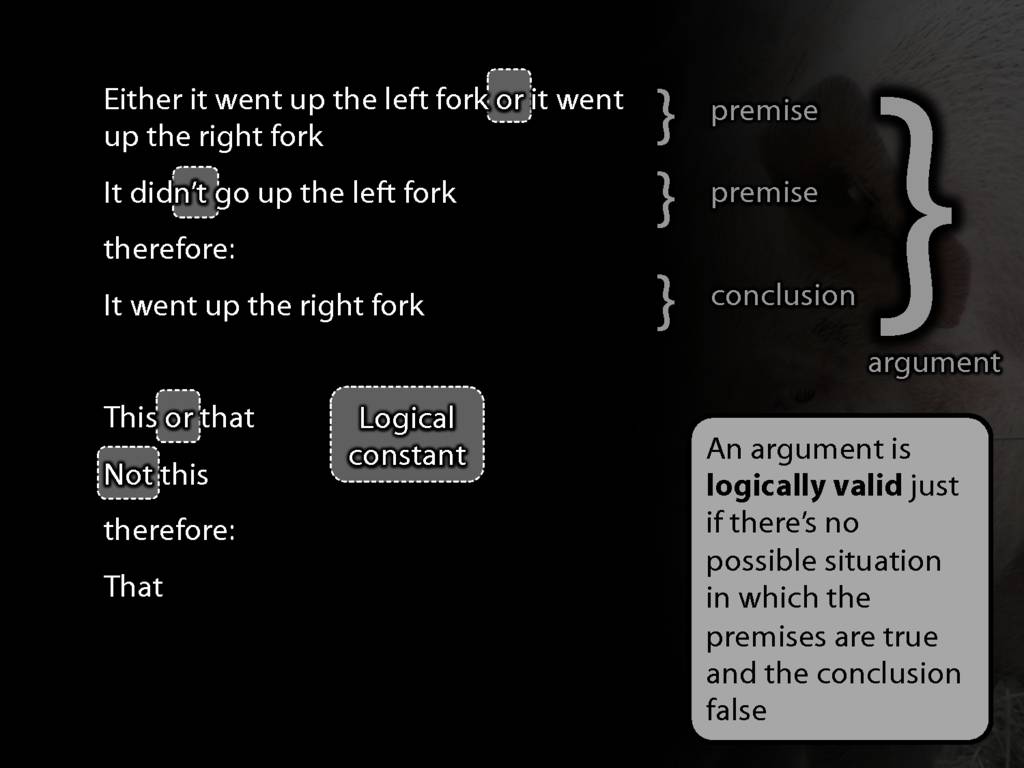 Either it went up the left fork or it went
up the right fork
} premise
It didn't go up the left fork
} premise
therefore:
It went up the right fork
} conclusion
} argument
This or that
Not this
therefore:
That
Logical
constant
An argument is
logically valid just
if there's no
possible situation
in which the
premises are true
and the conclusion
false